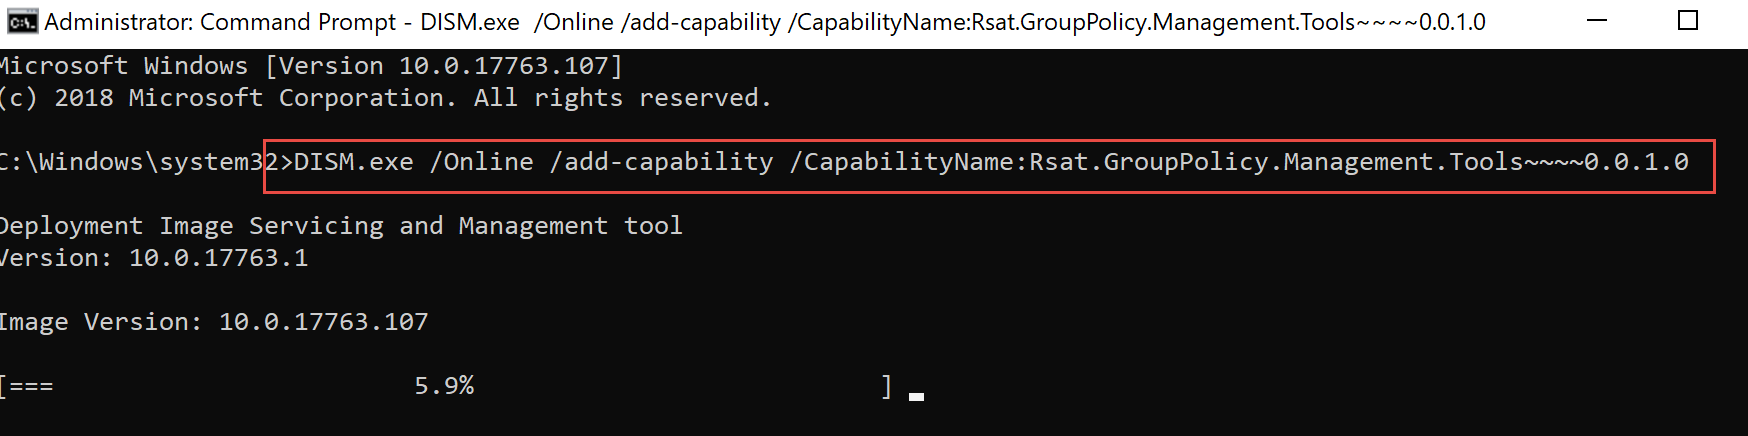 Administrator: Command Prompt - DISM.exe  /Online /add-capability /CapabilityName:Rsat.GroupPolicy.Management.Tools~~~~0.0.1.0
Microsoft Windows [Version 10.0.17763.107]
(c) 2018 Microsoft Corporation. All rights reserved.
C:\Windows\system32>DISM.exe /Online /add-capability /CapabilityName:Rsat.GroupPolicy.Management.Tools~~~~0.0.1.0
Deployment Image Servicing and Management tool
Version: 10.0.17763.1
Image Version: 10.0.17763.107
[===                        5.9%                           ]